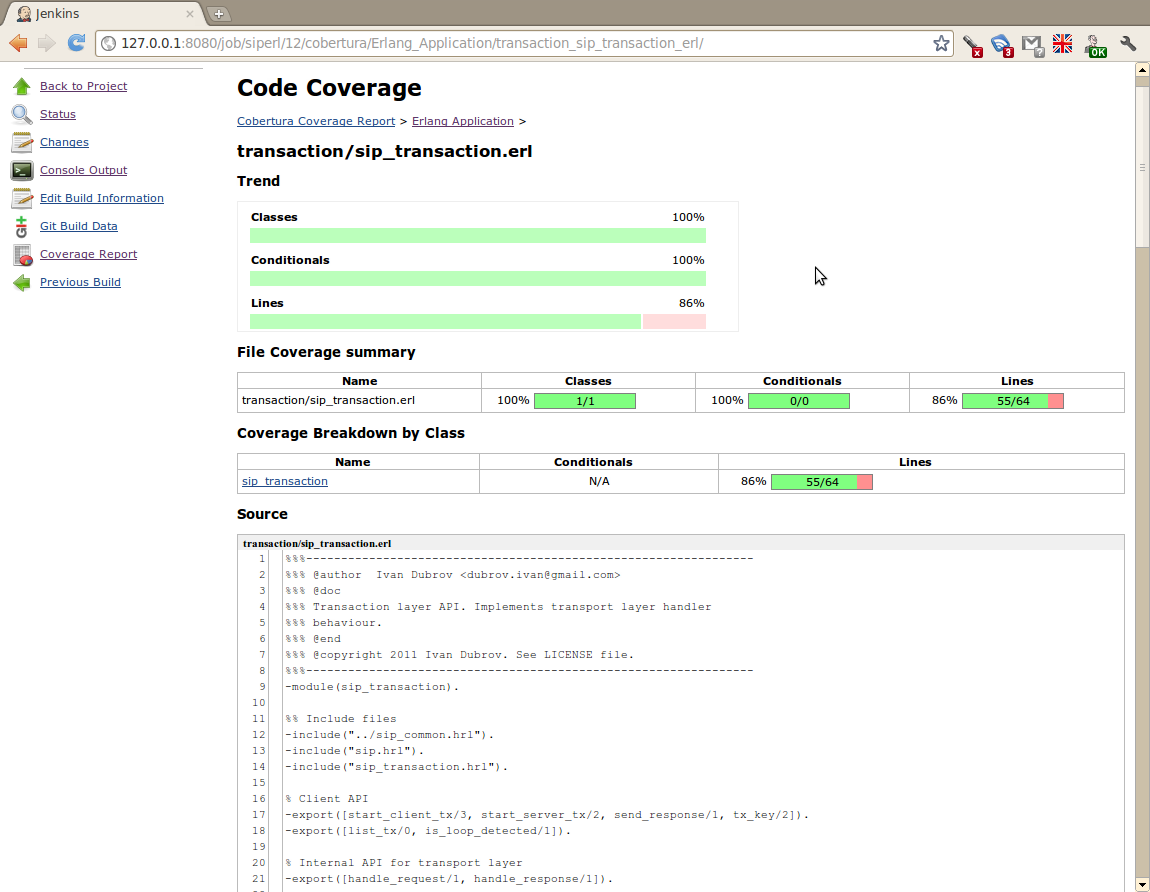 Jenkins
127.0.0.1:8080/job/siperl/12/cobertura/Erlang_Application/transaction_sip_transaction_erl/
x
3
?
OK
Back to Project
Status
Changes
Console Output
Edit Build Information
Git Build Data
Coverage Report
Previous Build
Code Coverage
Cobertura Coverage Report > Erlang Application >
transaction/sip_transaction.erl
Trend
Classes 100%
Conditionals 100%
Lines 86%
File Coverage summary
Name Classes Conditionals Lines
transaction/sip_transaction.erl 100% 1/1 100% 0/0 86% 55/64
Coverage Breakdown by Class
Name Conditionals Lines
sip_transaction N/A 86% 55/64
Source
transaction/sip_transaction.erl
1 %%%----------------------------------------------------------------
2 %%% @author  Ivan Dubrov <dubrov.ivan@gmail.com>
3 %%% @doc
4 %%% Transaction layer API. Implements transport layer handler
5 %%% behaviour.
6 %%% @end
7 %%% @copyright 2011 Ivan Dubrov. See LICENSE file.
8 %%%----------------------------------------------------------------
9 -module(sip_transaction).
10
11 %% Include files
12 -include("../sip_common.hrl").
13 -include("sip.hrl").
14 -include("sip_transaction.hrl").
15
16 % Client API
17 -export([start_client_tx/3, start_server_tx/2, send_response/1, tx_key/2]).
18 -export([list_tx/0, is_loop_detected/1]).
19
20 % Internal API for transport layer
21 -export([handle_request/1, handle_response/1]).